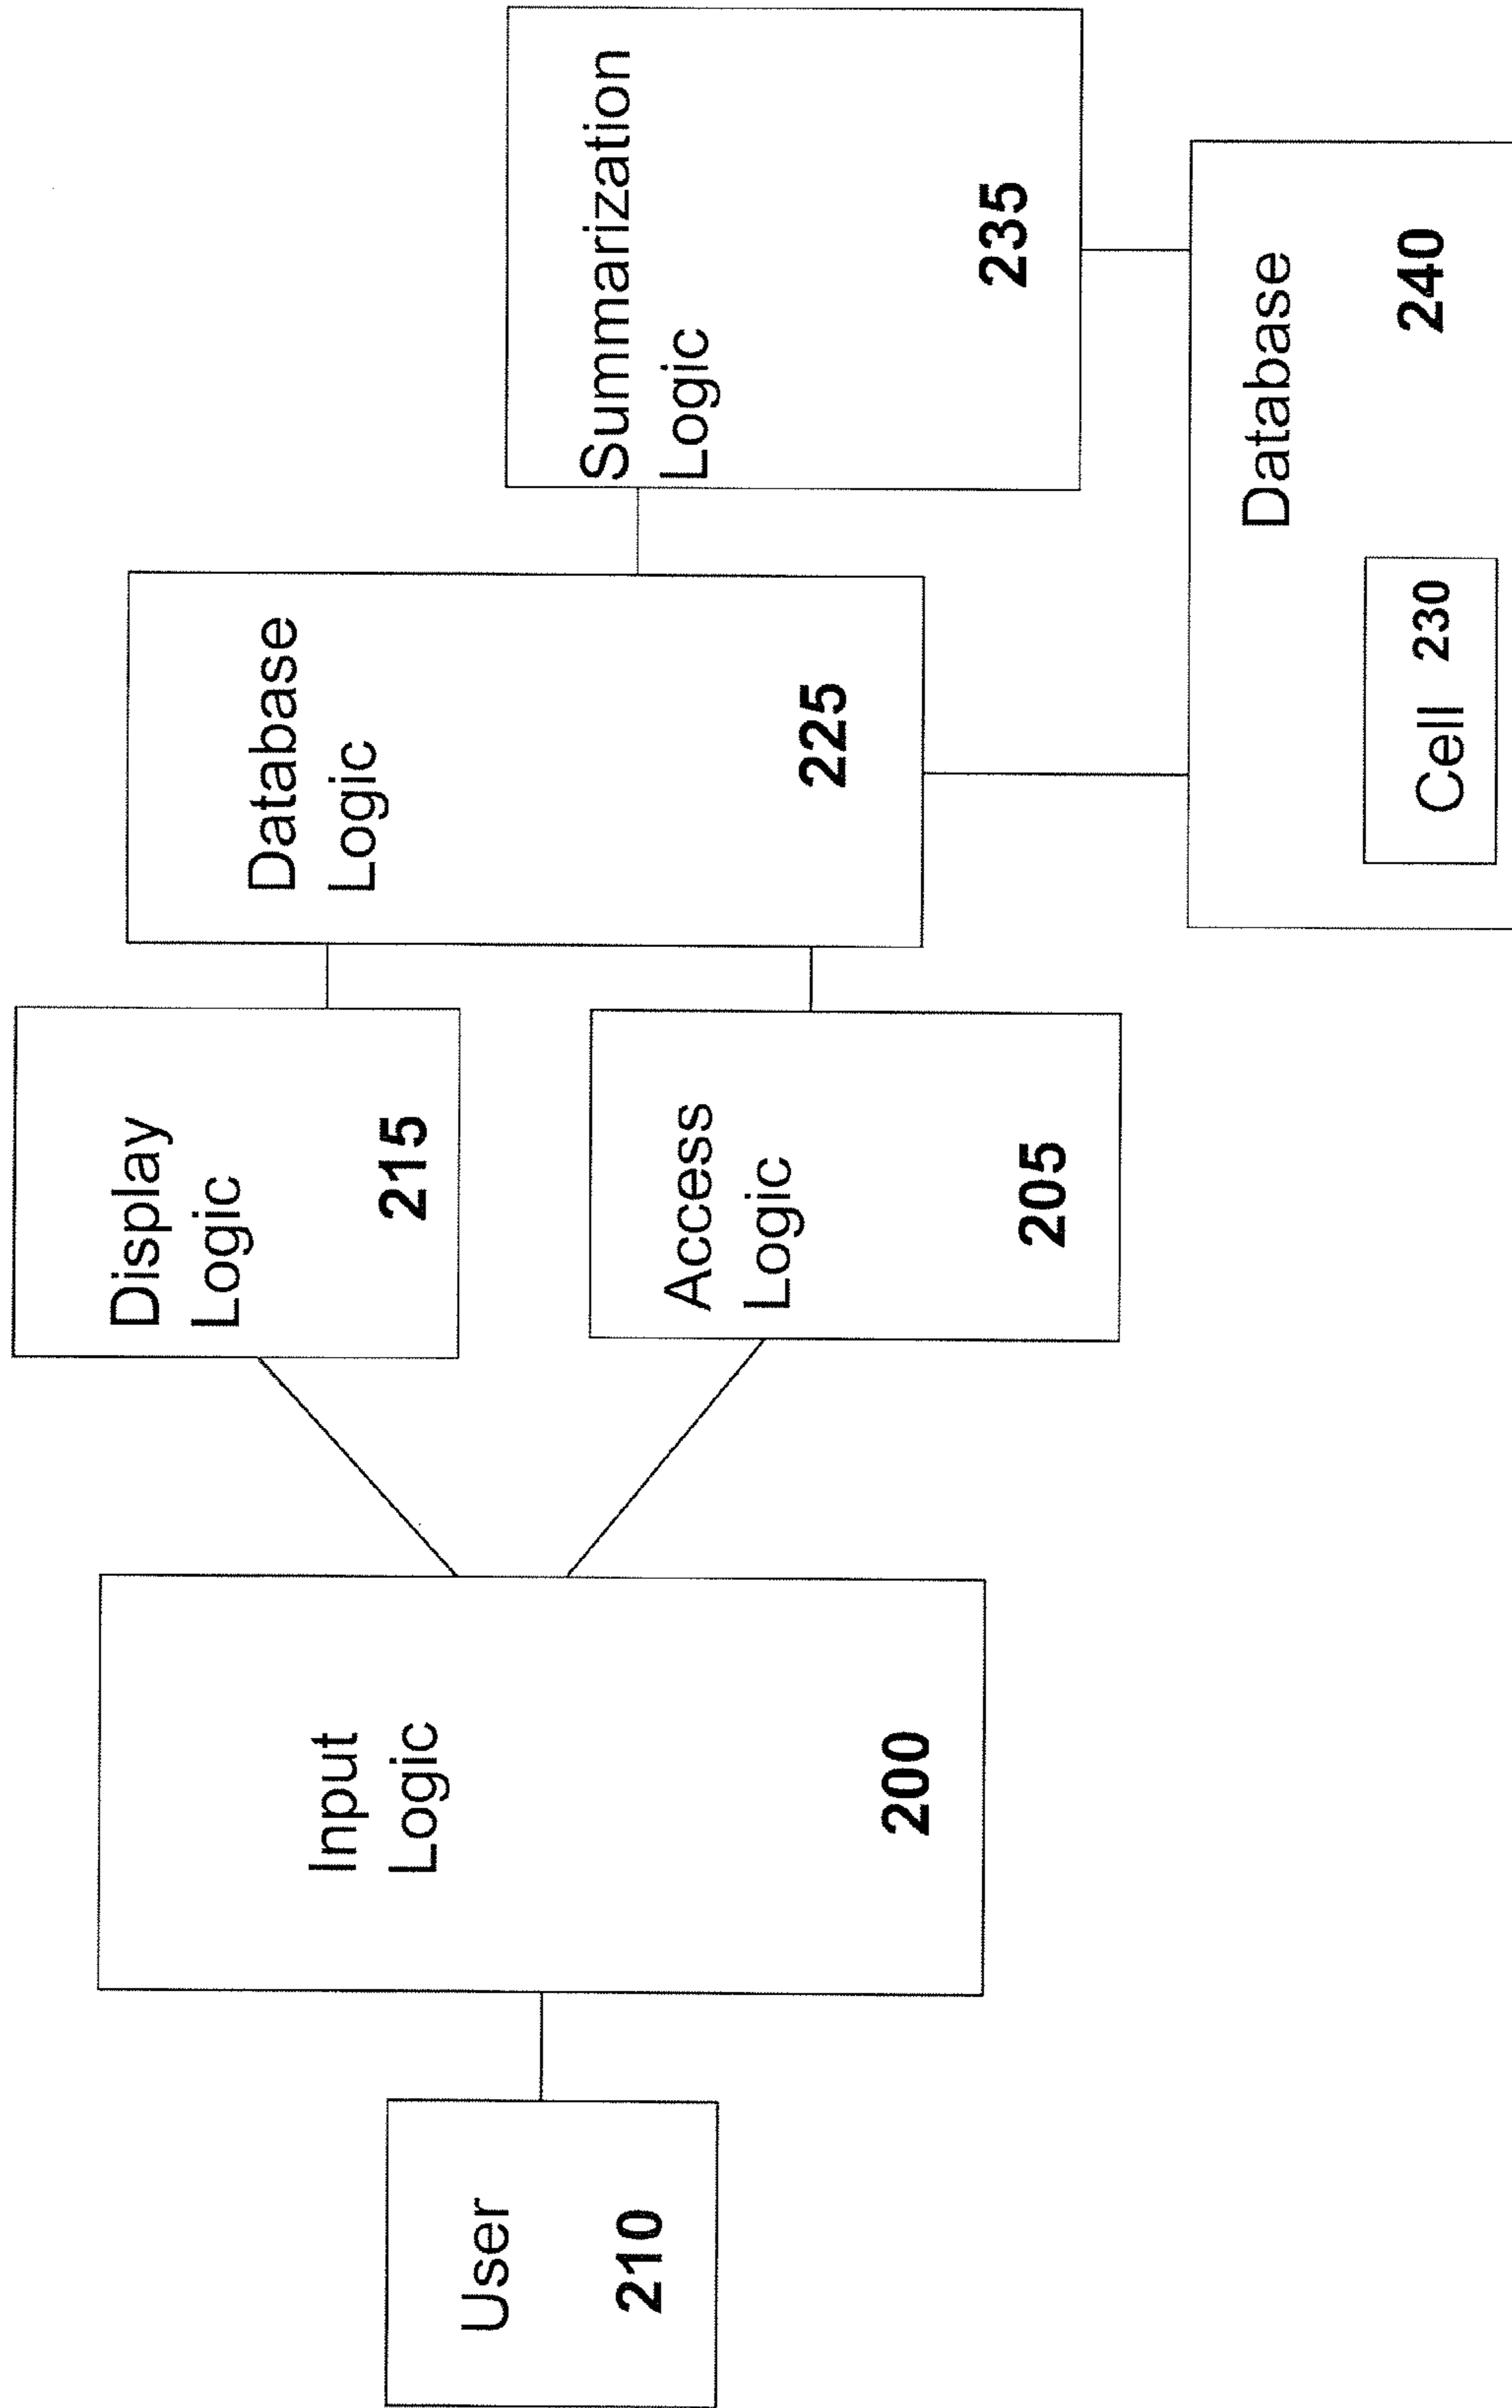 User
210
Input
Logic
200
Display
Logic
215
Access
Logic
205
Database
Logic
225
Summarization
Logic
235
Database
240
Cell 230